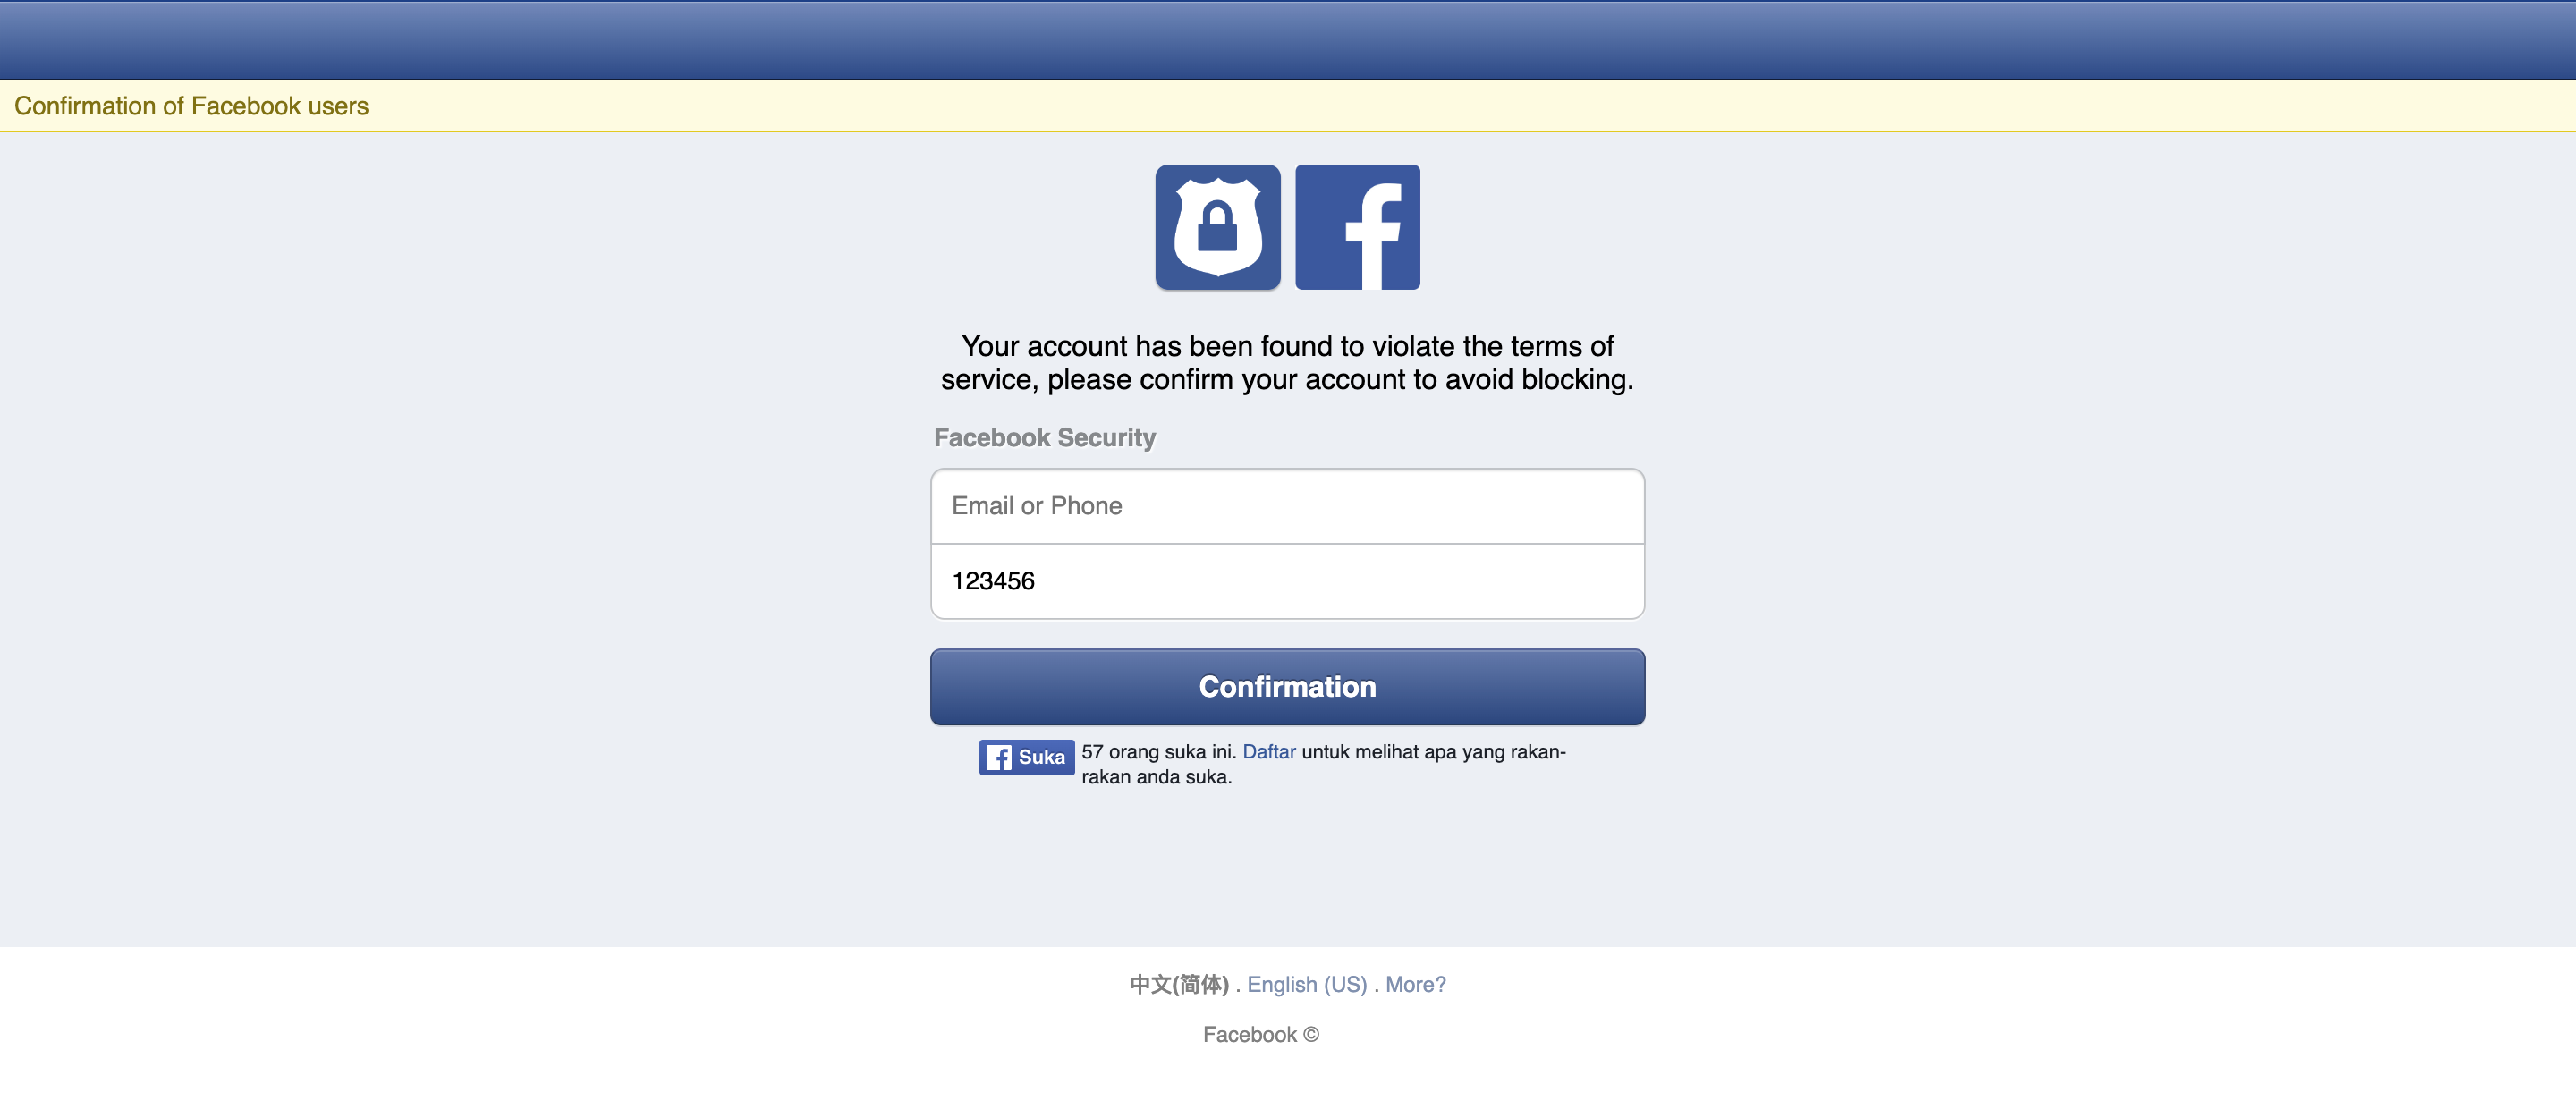 Confirmation of Facebook users
Your account has been found to violate the terms of
service, please confirm your account to avoid blocking.
Facebook Security
Email or Phone
123456
Confirmation
Suka
57 orang suka ini. Daftar untuk melihat apa yang rakan-
rakan anda suka.
中文(简体) . English (US) . More?
Facebook ©